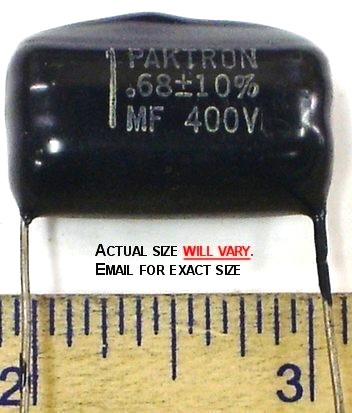 PAKTRON
.68±10%
MF 400V
ACTUAL SIZE WILL VARY.
EMAIL FOR EXACT SIZE
2 3